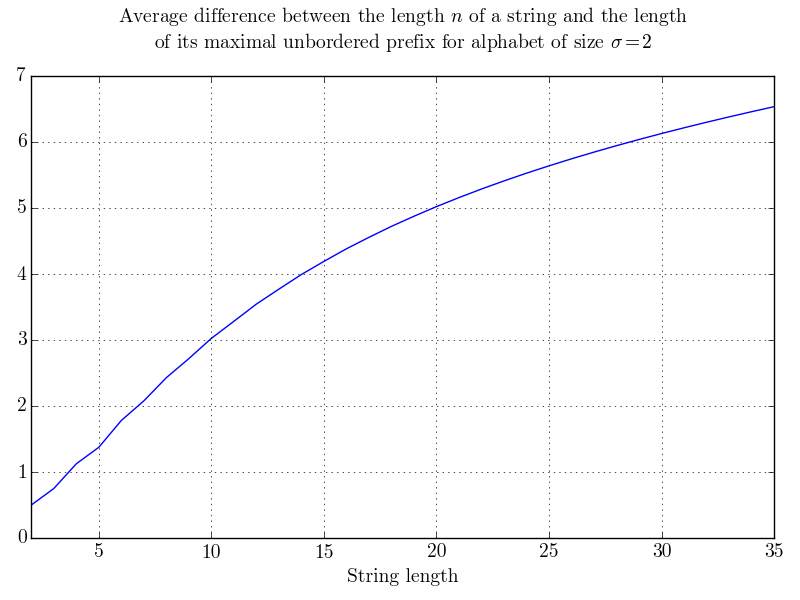 Average difference between the length n of a string and the length
of its maximal unbordered prefix for alphabet of size σ=2
7
6
5
4
3
2
1
0
5 10 15 20 25 30 35
String length